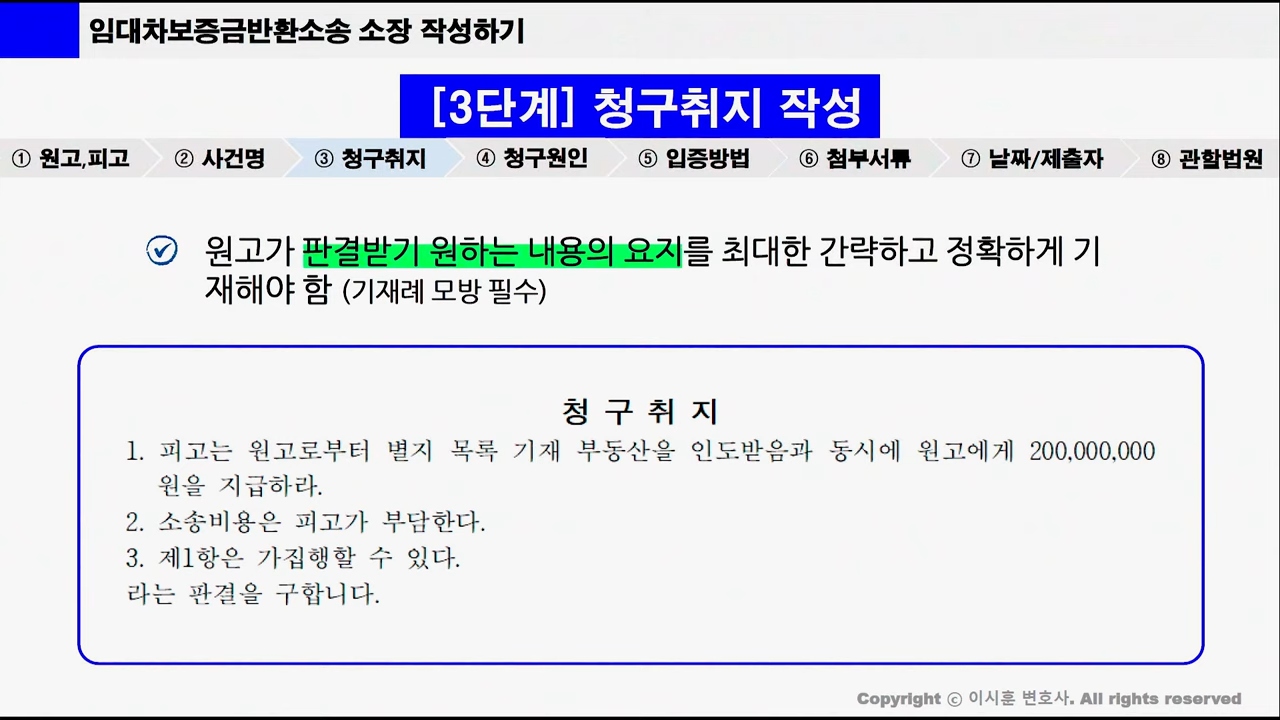 임대차보증금반환소송 소장 작성하기
[3단계] 청구취지 작성
① 원고,피고 ② 사건명 ③ 청구취지 ④ 청구원인 ⑤ 입증방법 ⑥ 첨부서류 ⑦ 날짜/제출자 ⑧ 관할법원
원고가 판결받기 원하는 내용의 요지를 최대한 간략하고 정확하게 기
재해야 함 (기재례 모방 필수)
청 구 취 지
1. 피고는 원고로부터 별지 목록 기재 부동산을 인도받음과 동시에 원고에게 200,000,000
원을 지급하라.
2. 소송비용은 피고가 부담한다.
3. 제1항은 가집행할 수 있다.
라는 판결을 구합니다.
Copyright ⓒ 이시훈 변호사. All rights reserved